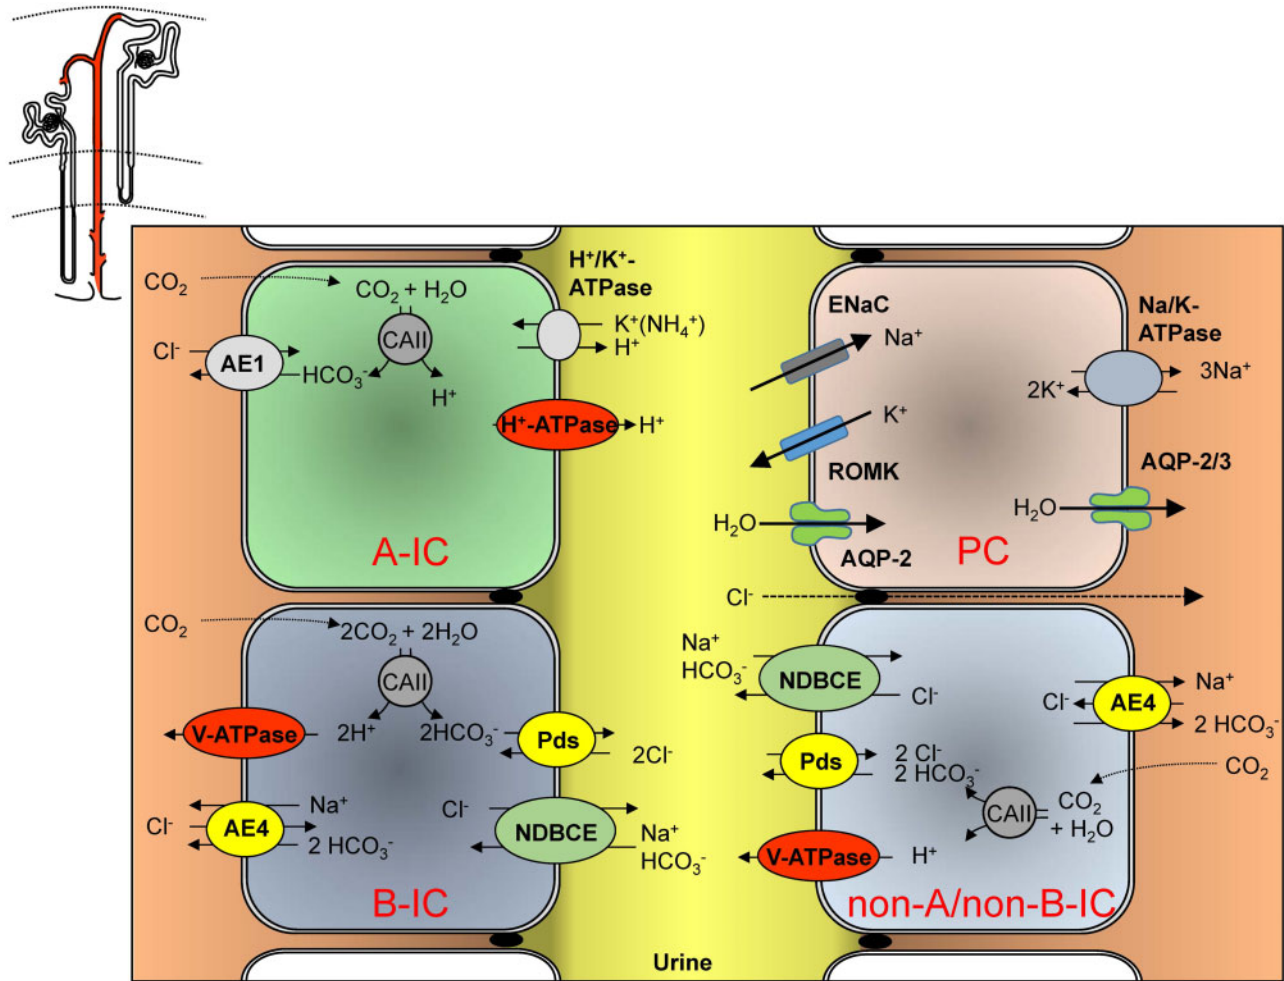 CO₂
CO₂ + H₂O
CAII
Cl⁻
AE1
HCO₃⁻
H⁺
H⁺/K⁺-
ATPase
K⁺(NH₄⁺)
H⁺
H⁺-ATPase
H⁺
A-IC
ENaC
Na⁺
K⁺
ROMK
H₂O
AQP-2
Na/K-
ATPase
2K⁺
3Na⁺
AQP-2/3
H₂O
PC
Cl⁻
CO₂
2CO₂ + 2H₂O
CAII
2H⁺
2HCO₃⁻
V-ATPase
Pds
2Cl⁻
Cl⁻
AE4
Na⁺
2 HCO₃⁻
Cl⁻
NDBCE
Na⁺
HCO₃⁻
B-IC
Na⁺
HCO₃⁻
NDBCE
Cl⁻
Cl⁻
AE4
Na⁺
2 HCO₃⁻
Pds
2 Cl⁻
2 HCO₃⁻
CO₂
CAII
CO₂
+ H₂O
V-ATPase
H⁺
non-A/non-B-IC
Urine